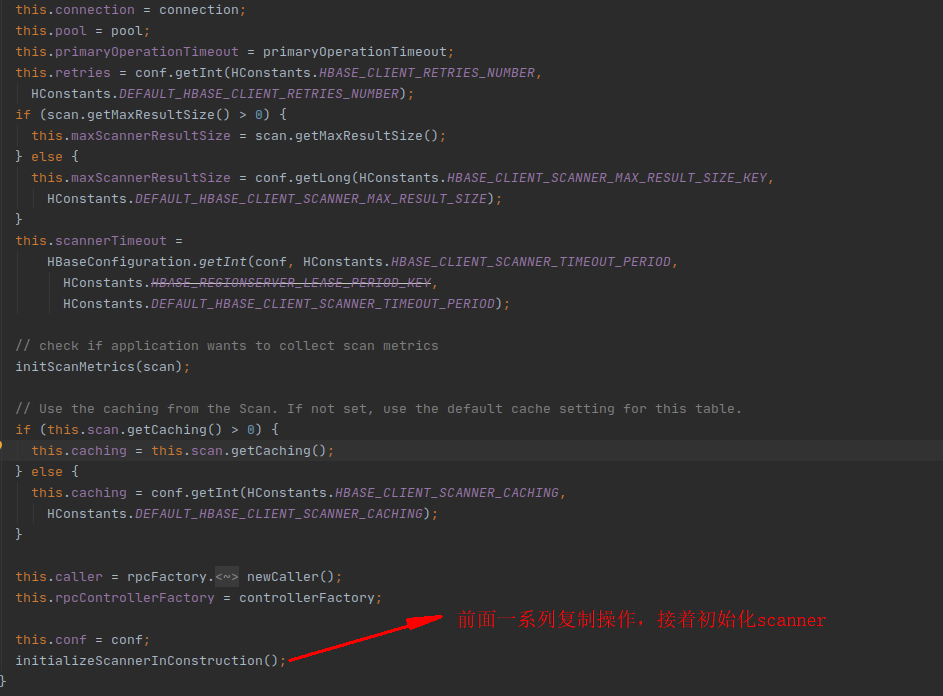 this.connection = connection;
this.pool = pool;
this.primaryOperationTimeout = primaryOperationTimeout;
this.retries = conf.getInt(HConstants.HBASE_CLIENT_RETRIES_NUMBER,
HConstants.DEFAULT_HBASE_CLIENT_RETRIES_NUMBER);
if (scan.getMaxResultSize() > 0) {
this.maxScannerResultSize = scan.getMaxResultSize();
} else {
this.maxScannerResultSize = conf.getLong(HConstants.HBASE_CLIENT_SCANNER_MAX_RESULT_SIZE_KEY,
HConstants.DEFAULT_HBASE_CLIENT_SCANNER_MAX_RESULT_SIZE);
}
this.scannerTimeout =
HBaseConfiguration.getInt(conf, HConstants.HBASE_CLIENT_SCANNER_TIMEOUT_PERIOD,
HConstants.HBASE_REGIONSERVER_LEASE_PERIOD_KEY,
HConstants.DEFAULT_HBASE_CLIENT_SCANNER_TIMEOUT_PERIOD);
// check if application wants to collect scan metrics
initScanMetrics(scan);
// Use the caching from the Scan. If not set, use the default cache setting for this table.
if (this.scan.getCaching() > 0) {
this.caching = this.scan.getCaching();
} else {
this.caching = conf.getInt(HConstants.HBASE_CLIENT_SCANNER_CACHING,
HConstants.DEFAULT_HBASE_CLIENT_SCANNER_CACHING);
}
this.caller = rpcFactory.<~> newCaller();
this.rpcControllerFactory = controllerFactory;
前面一系列复制操作，接着初始化scanner
this.conf = conf;
initializeScannerInConstruction();
}